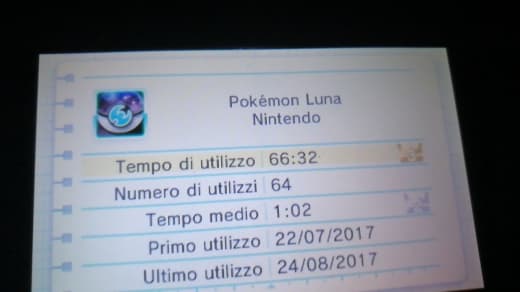 Pokémon Luna
Nintendo
Tempo di utilizzo 66:32
Numero di utilizzi 64
Tempo medio 1:02
Primo utilizzo 22/07/2017
Ultimo utilizzo 24/08/2017